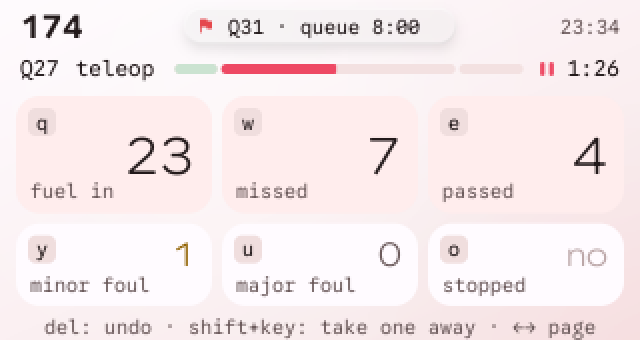 174 Q31 · queue 8:00 23:34
Q27 teleop 1:26
q w e
23 7 4
fuel in missed passed
y 1 u 0 o no
minor foul major foul stopped
del: undo · shift+key: take one away · ↔ page